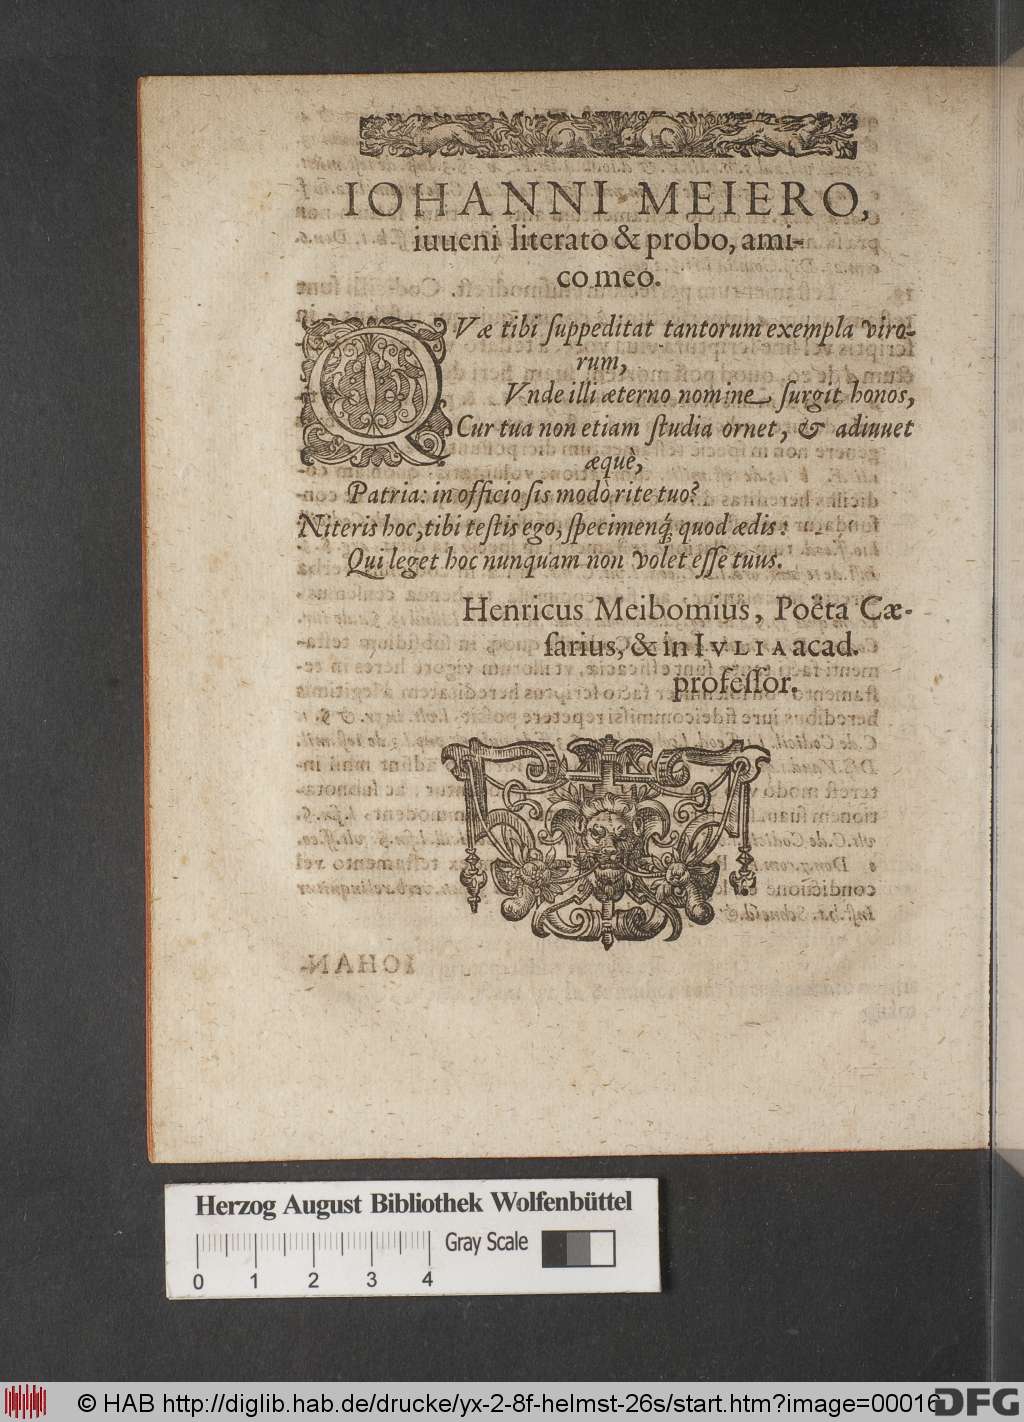 IOHANNI MEIERO,
iuueni literato & probo, ami-
co meo.
QVæ tibi ſuppeditat tantorum exempla viro-
rum,
Vnde illi æterno nomine ſurgit honos,
Cur tua non etiam ſtudia ornet, & adiuuet
æquè,
Patria: in officio ſis modò rite tuo?
Niteris hoc, tibi teſtis ego, ſpecimenq́; quod ædis:
Qui leget hoc nunquam non volet eſſe tuus.
Henricus Meibomius, Poëta Cæ-
ſarius, & in IVLIA acad.
profeſſor.
Herzog August Bibliothek Wolfenbüttel
0 1 2 3 4 Gray Scale
© HAB http://diglib.hab.de/drucke/yx-2-8f-helmst-26s/start.htm?image=00016
DFG